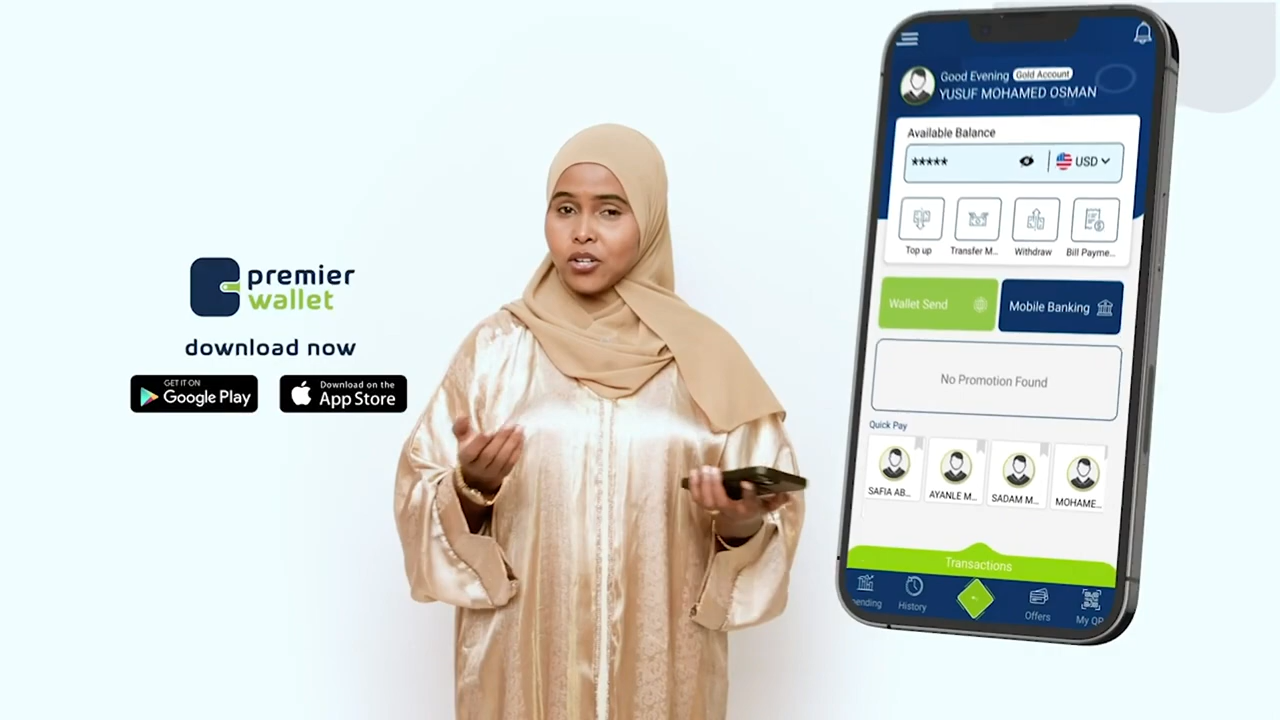 premier
wallet
download now
GET IT ON
Google Play
Download on the
App Store
Good Evening Gold Account
YUSUF MOHAMED OSMAN
Available Balance
***** USD
Top up Transfer M... Withdraw Bill Payme...
Wallet Send Mobile Banking
No Promotion Found
Quick Pay
SAFIA AB... AYANLE M... SADAM M... MOHAME...
Transactions
ending History Offers My QR